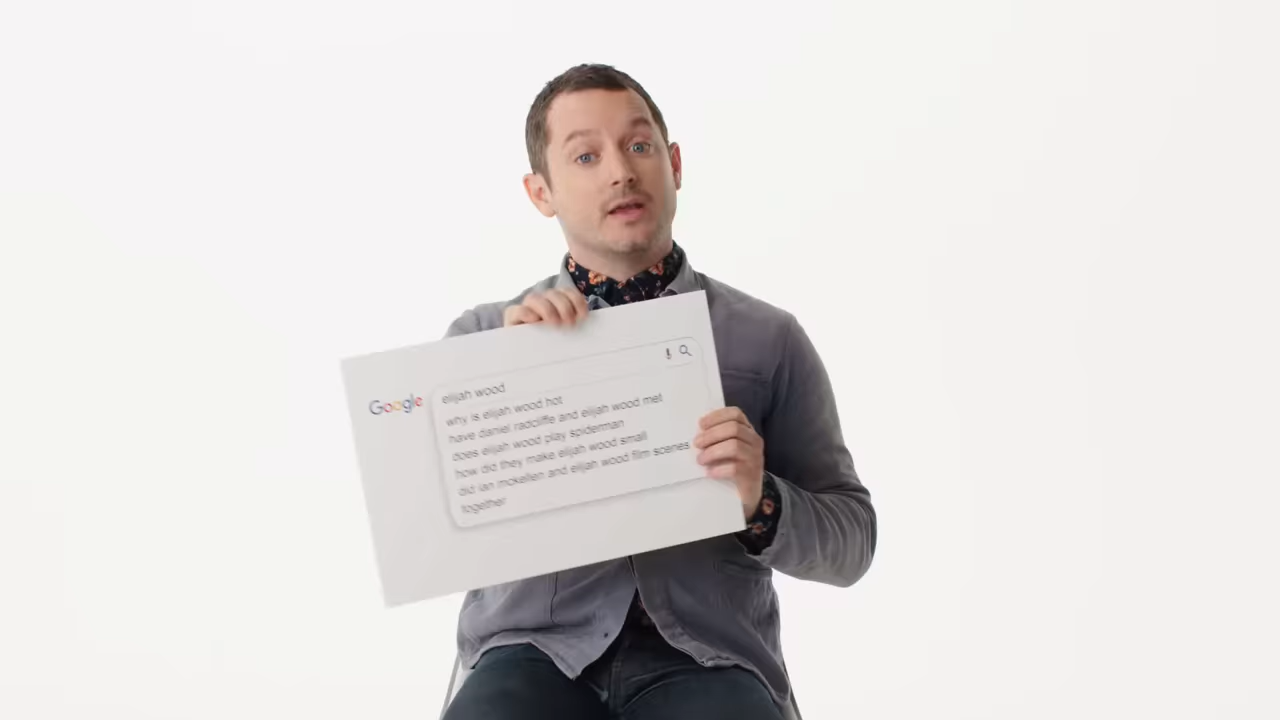 Google
elijah wood
why is elijah wood hot
have daniel radcliffe and elijah wood met
does elijah wood play spiderman
how did they make elijah wood small
did ian mckellen and elijah wood film scenes
together